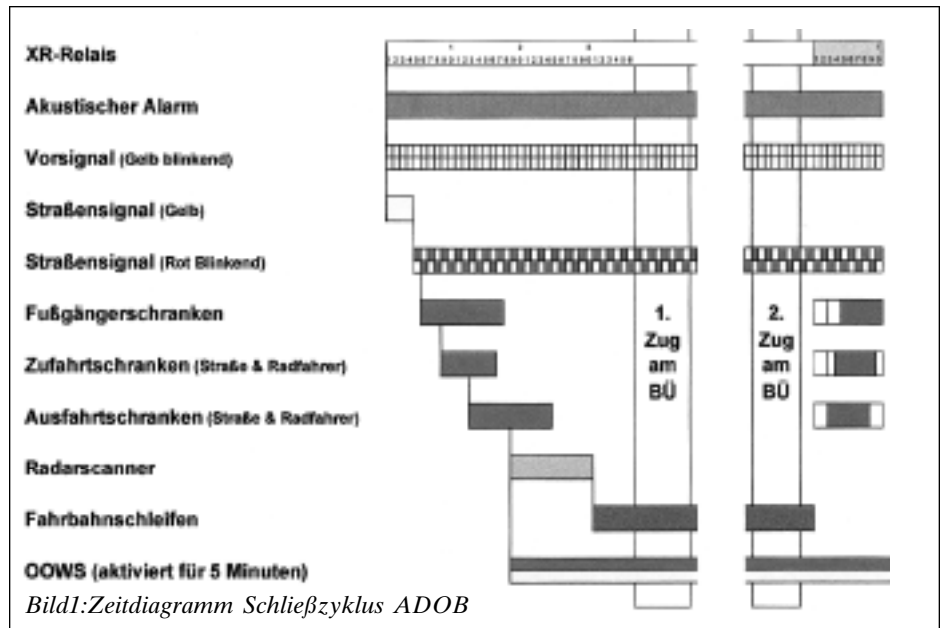 XR-Relais
Akustischer Alarm
Vorsignal (Gelb blinkend)
Straßensignal (Gelb)
Straßensignal (Rot Blinkend)
Fußgängerschranken
Zufahrtschranken (Straße & Radfahrer)
Ausfahrtschranken (Straße & Radfahrer)
Radarscanner
Fahrbahnschleifen
OOWS (aktiviert für 5 Minuten)
1.
Zug
am
BÜ
2.
Zug
am
BÜ
Bild1:Zeitdiagramm Schließzyklus ADOB